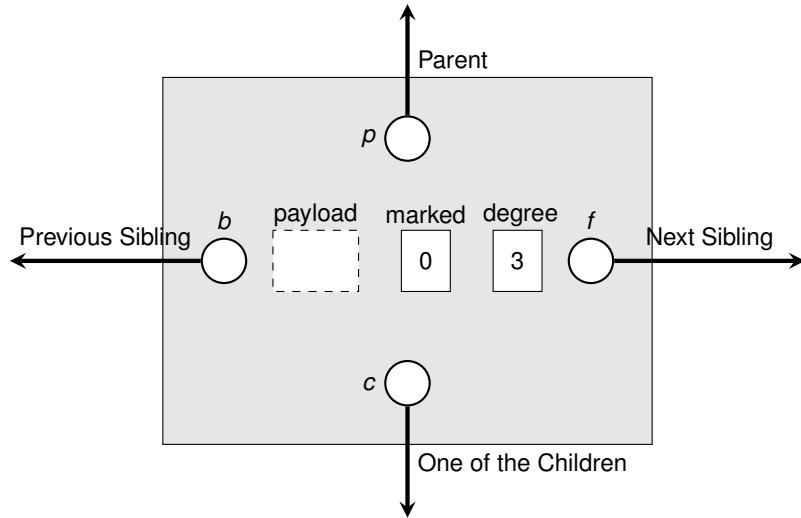 Parent
p
b
payload
marked
degree
f
Previous Sibling
Next Sibling
0
3
c
One of the Children